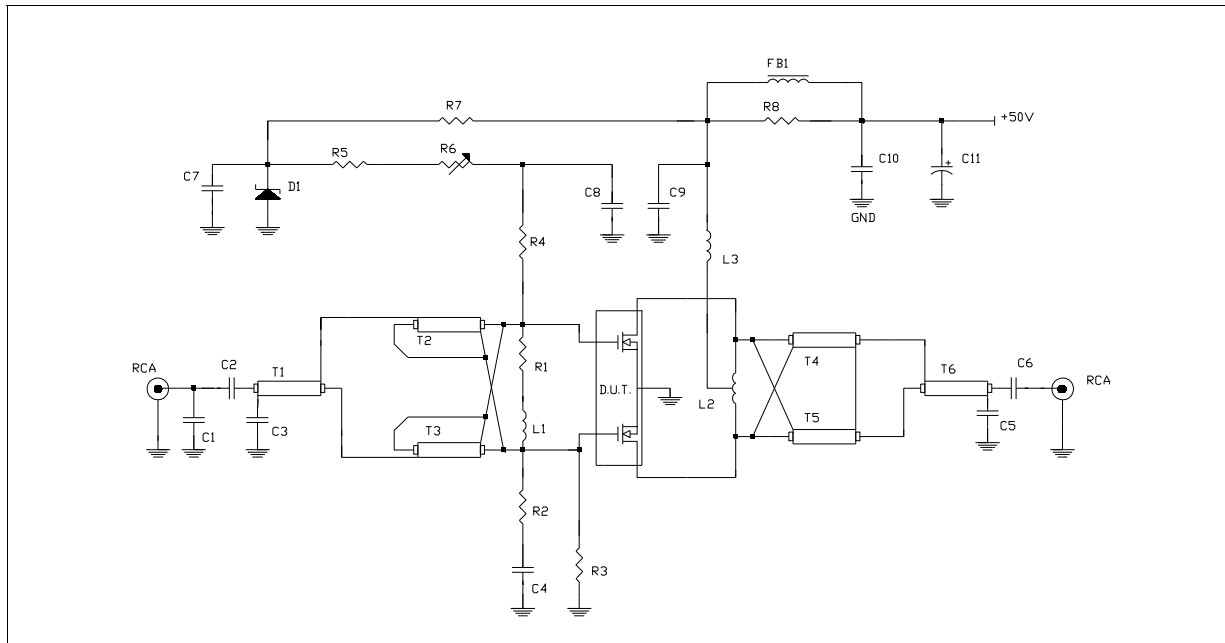 FB1
R7
R8
+50V
R5
R6
C10
C11
C7
D1
C8
C9
GND
R4
L3
T2
RCA
C2
T1
R1
D.U.T.
T4
T6
C6
RCA
L2
C1
C3
T3
L1
T5
C5
R2
R3
C4